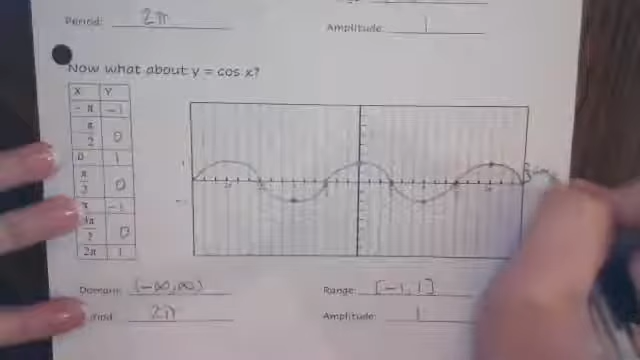 Period: 2π
Amplitude: 1
Now what about y = cos x?
X Y
-π -1
π/2 0
0 1
π/2 0
π -1
3π/2 0
2π 1
Domain: (-∞,∞)
Range: [-1, 1]
2π
Amplitude: 1